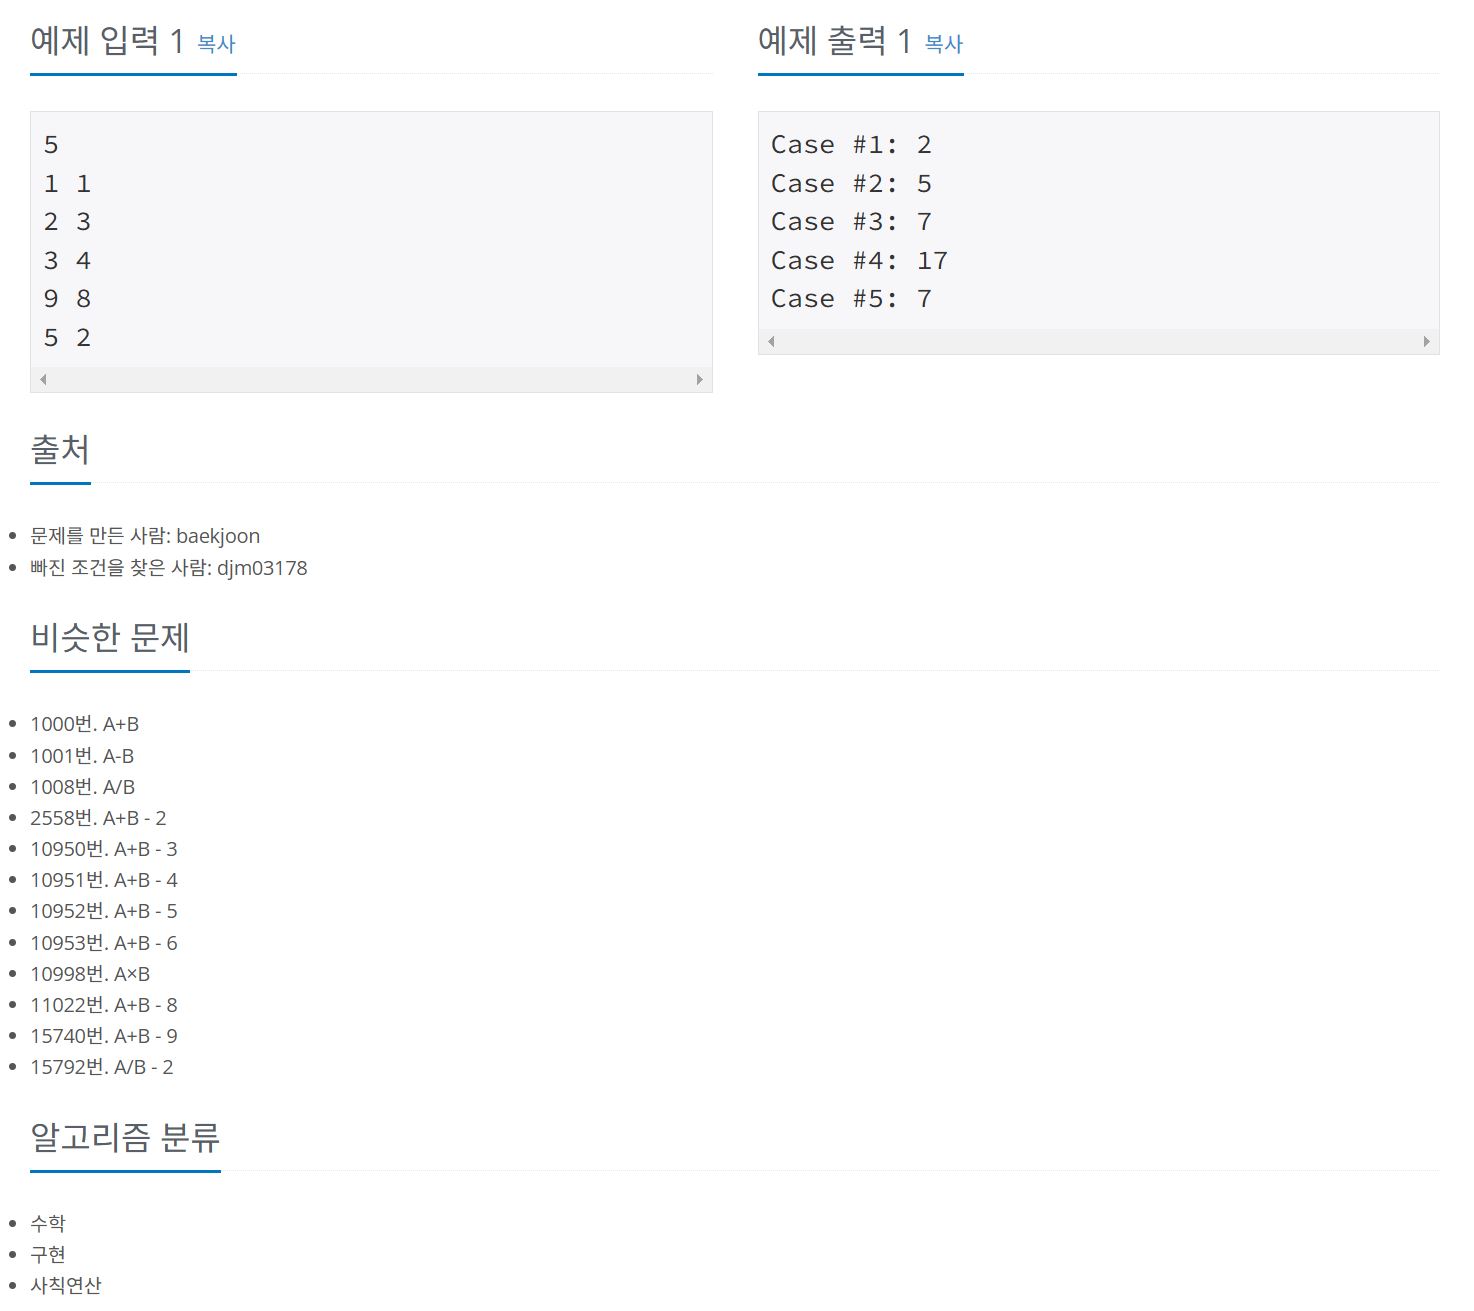 예제 입력 1 복사
5
1 1
2 3
3 4
9 8
5 2
예제 출력 1 복사
Case #1: 2
Case #2: 5
Case #3: 7
Case #4: 17
Case #5: 7
출처
문제를 만든 사람: baekjoon
빠진 조건을 찾은 사람: djm03178
비슷한 문제
1000번. A+B
1001번. A-B
1008번. A/B
2558번. A+B - 2
10950번. A+B - 3
10951번. A+B - 4
10952번. A+B - 5
10953번. A+B - 6
10998번. A×B
11022번. A+B - 8
15740번. A+B - 9
15792번. A/B - 2
알고리즘 분류
수학
구현
사칙연산